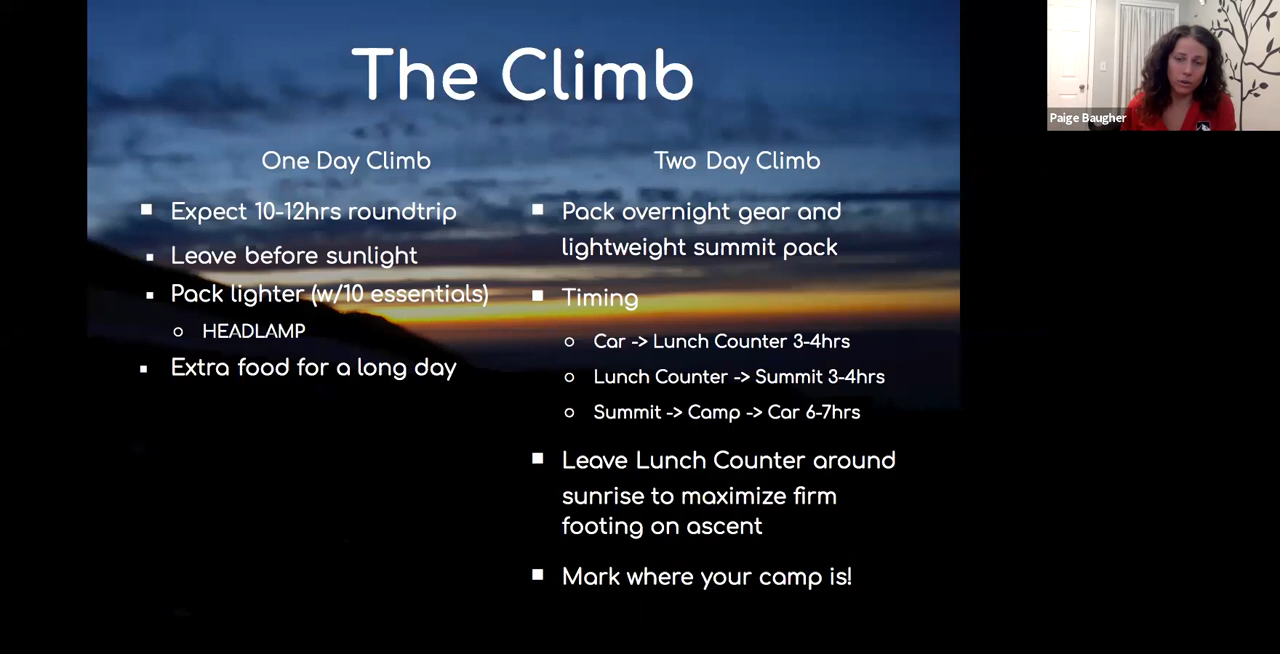 The Climb
One Day Climb
Expect 10-12hrs roundtrip
Leave before sunlight
Pack lighter (w/10 essentials)
HEADLAMP
Extra food for a long day
Two Day Climb
Pack overnight gear and
lightweight summit pack
Timing
Car -> Lunch Counter 3-4hrs
Lunch Counter -> Summit 3-4hrs
Summit -> Camp -> Car 6-7hrs
Leave Lunch Counter around
sunrise to maximize firm
footing on ascent
Mark where your camp is!
Paige Baugher